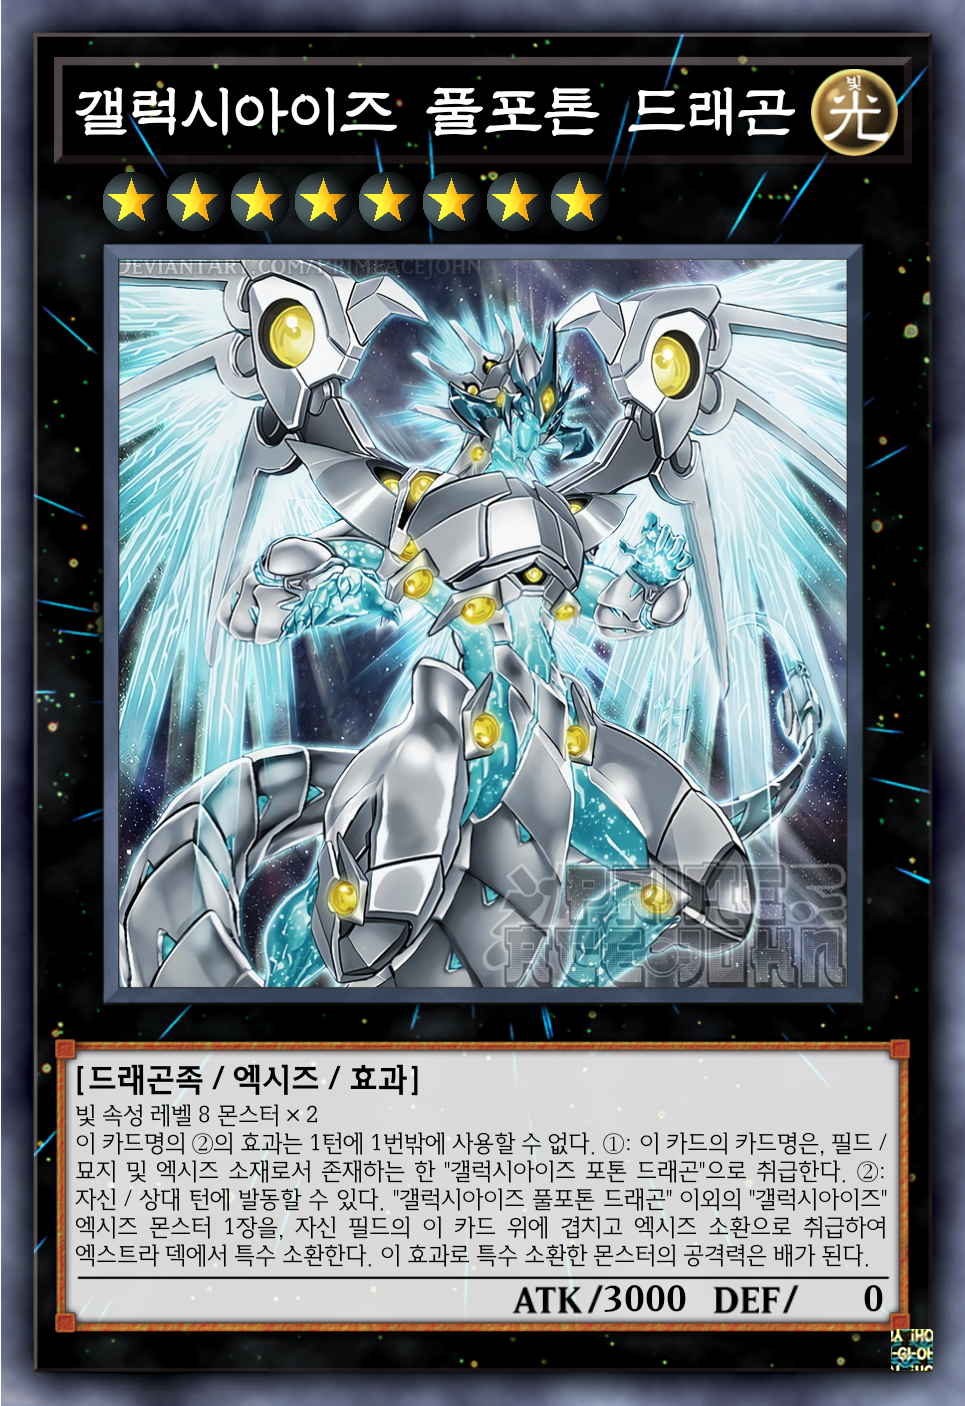 갤럭시아이즈 풀포톤 드래곤
빛
光
DEVIANTART.COM/PRIMEACEJOHN
PRIME
ACE JOHN
[드래곤족 / 엑시즈 / 효과]
빛 속성 레벨 8 몬스터 × 2
이 카드명의 ②의 효과는 1턴에 1번밖에 사용할 수 없다. ①: 이 카드의 카드명은, 필드 /
묘지 및 엑시즈 소재로서 존재하는 한 "갤럭시아이즈 포톤 드래곤"으로 취급한다. ②:
자신 / 상대 턴에 발동할 수 있다. "갤럭시아이즈 풀포톤 드래곤" 이외의 "갤럭시아이즈"
엑시즈 몬스터 1장을, 자신 필드의 이 카드 위에 겹치고 엑시즈 소환으로 취급하여
엑스트라 덱에서 특수 소환한다. 이 효과로 특수 소환한 몬스터의 공격력은 배가 된다.
ATK/3000 DEF/ 0